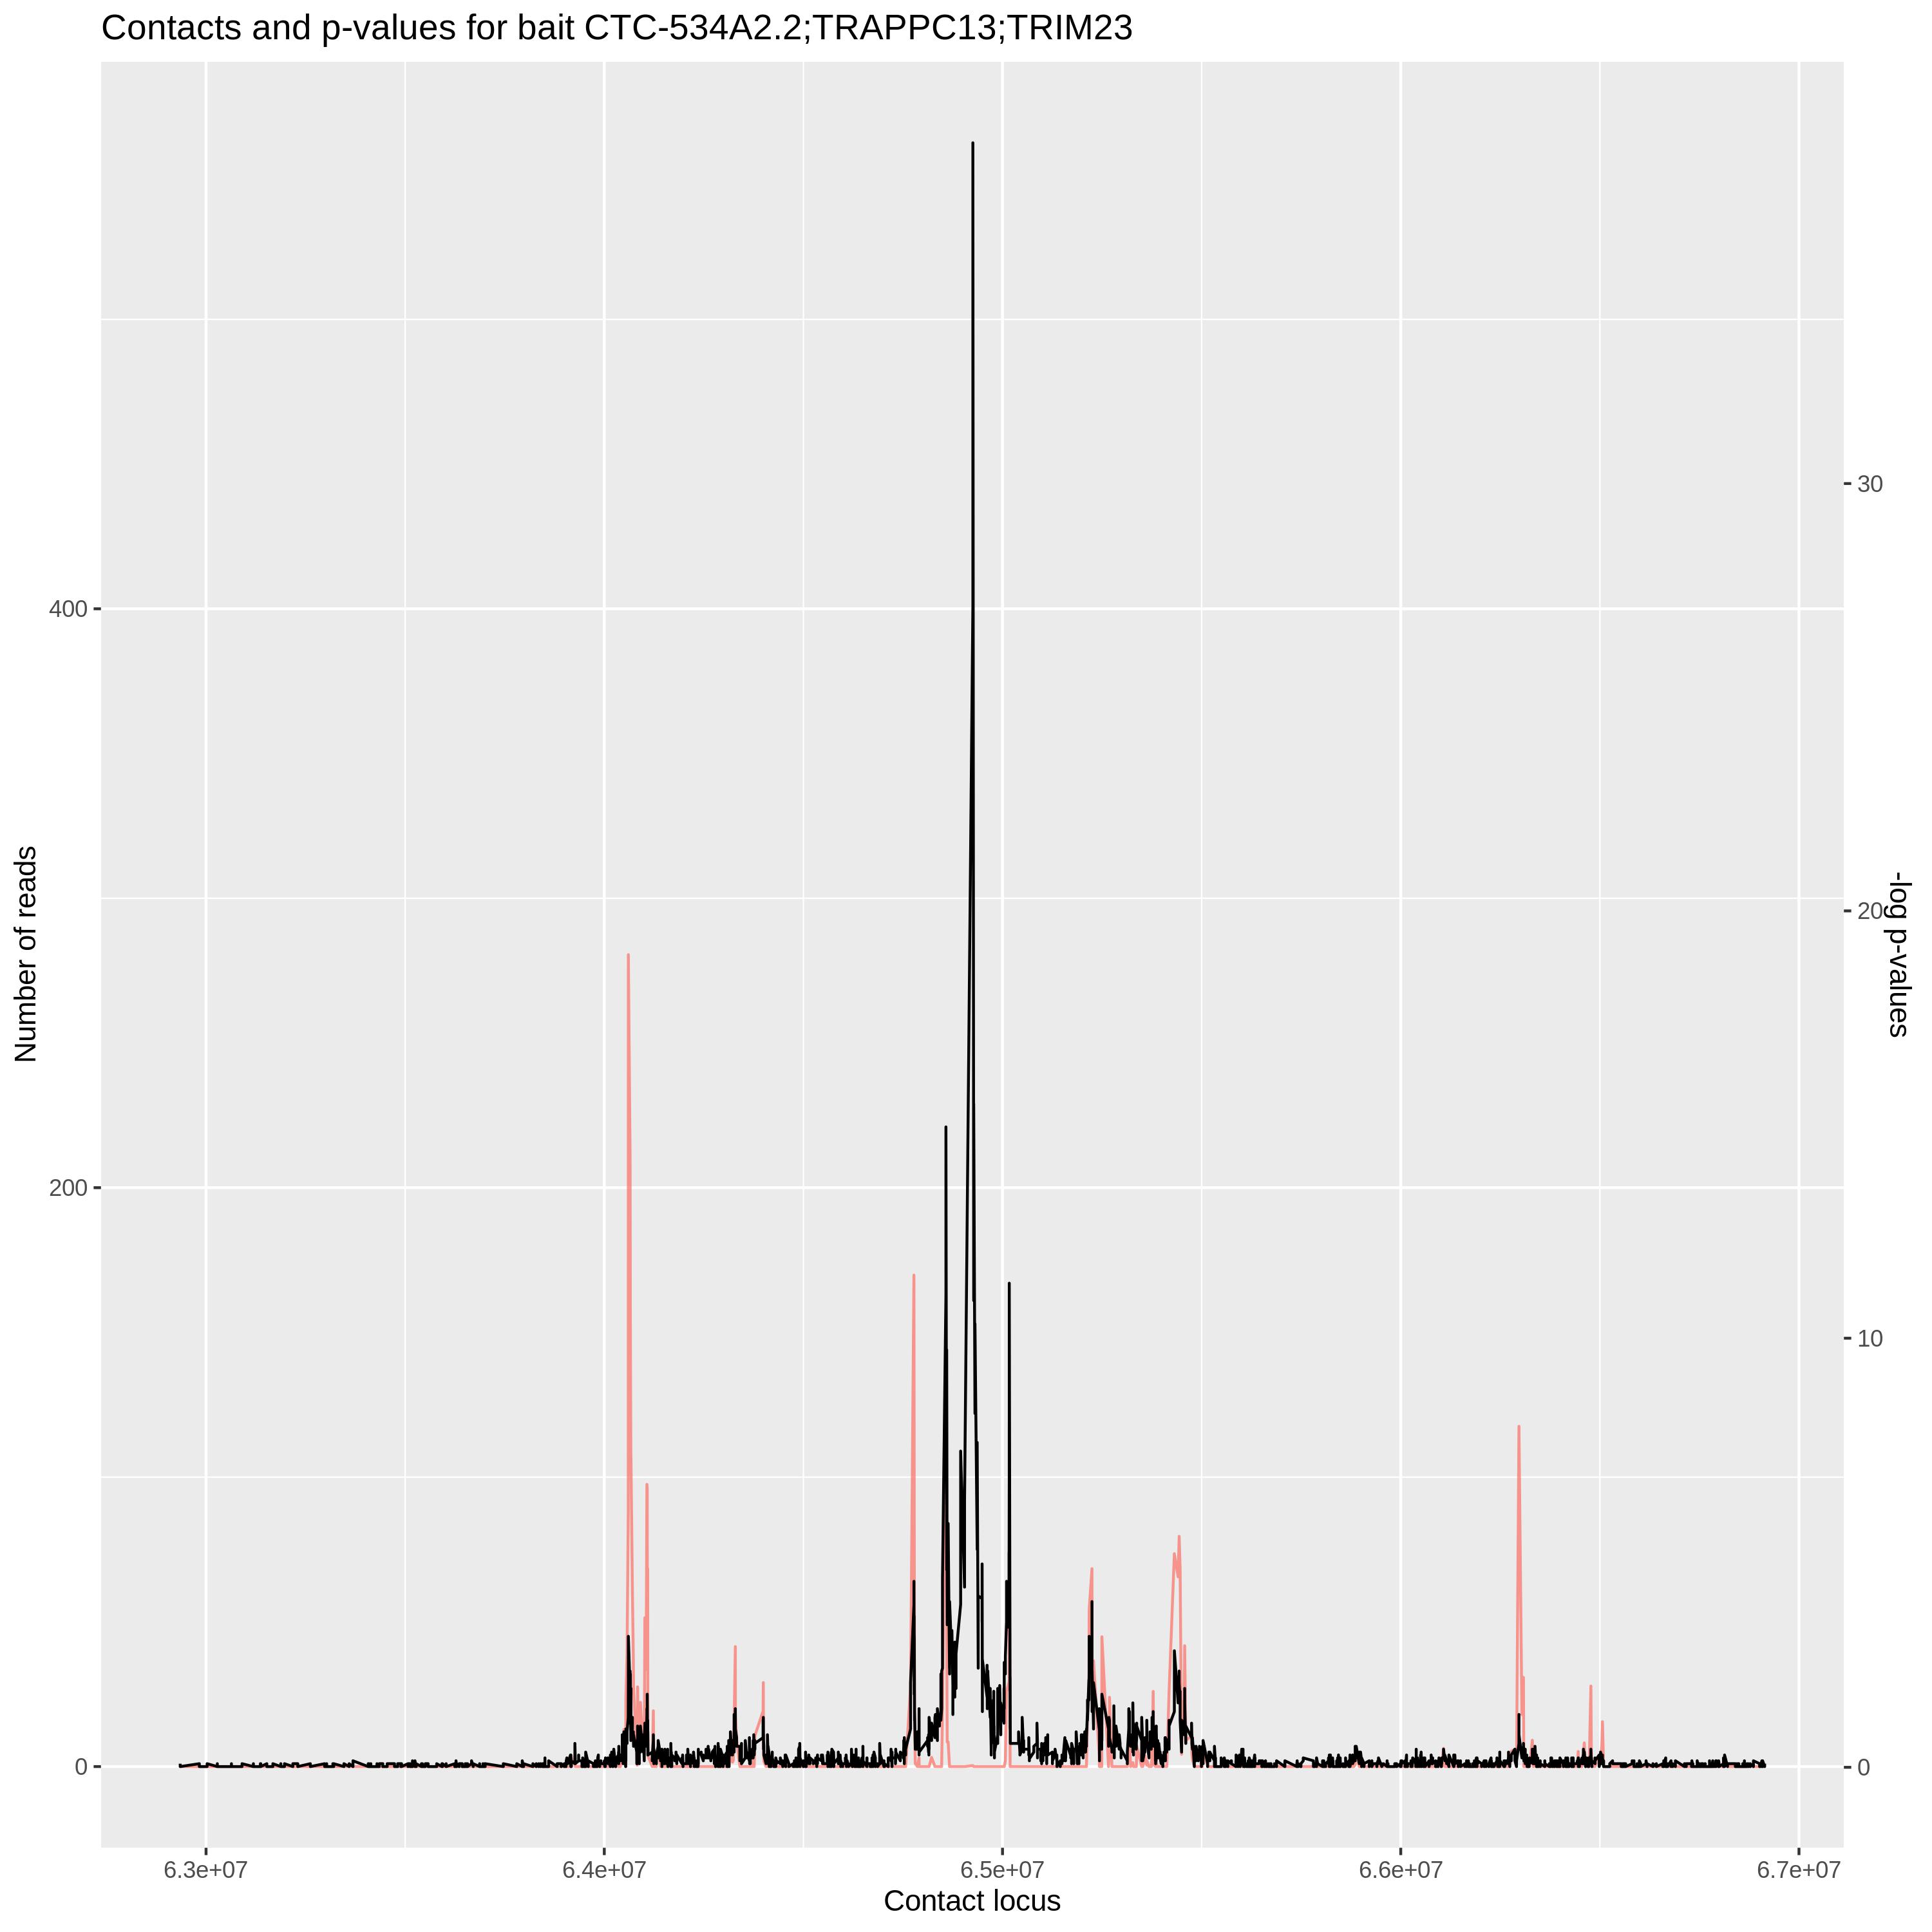 Contacts and p-values for bait CTC-534A2.2;TRAPPC13;TRIM23
Number of reads
400
200
0
30
20
10
0
-log p-values
6.3e+07 6.4e+07 6.5e+07 6.6e+07 6.7e+07
Contact locus